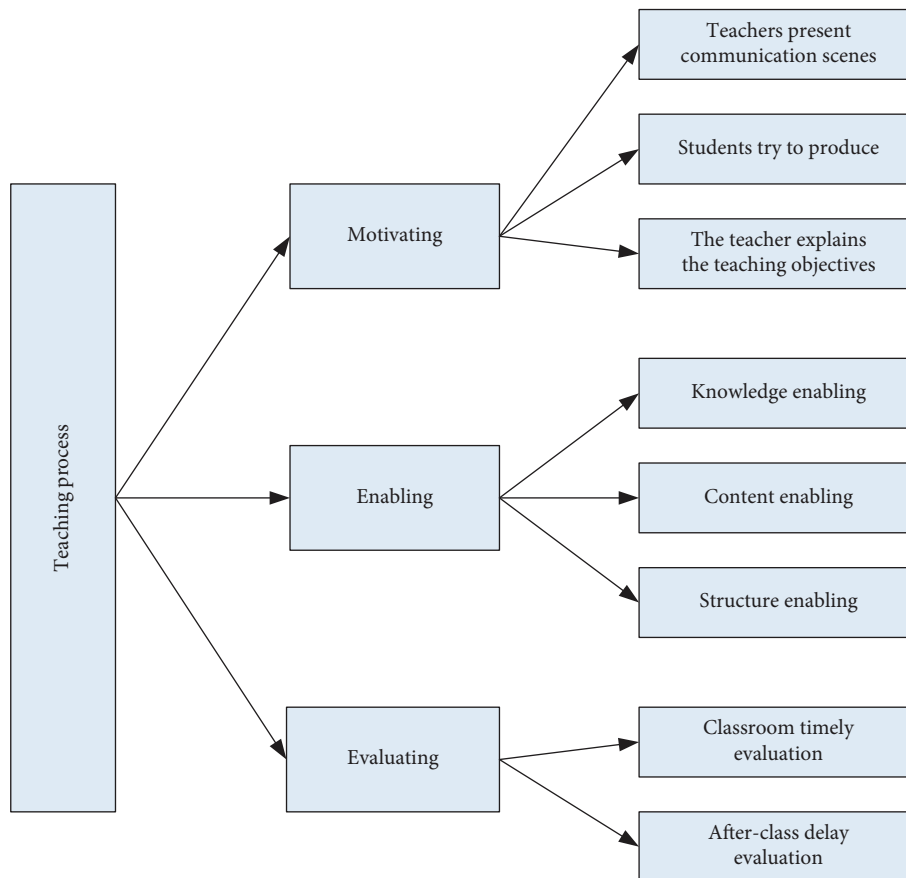 Teaching process
Motivating
Teachers present
communication scenes
Students try to produce
The teacher explains
the teaching objectives
Enabling
Knowledge enabling
Content enabling
Structure enabling
Evaluating
Classroom timely
evaluation
After-class delay
evaluation